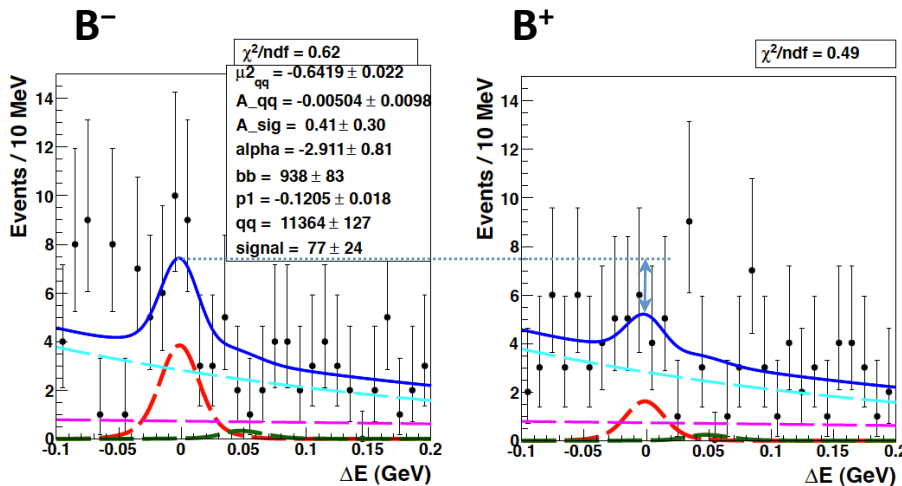 B⁻
B⁺
χ²/ndf = 0.62
μ2_qq = -0.6419 ± 0.022
A_qq = -0.00504 ± 0.0098
A_sig = 0.41 ± 0.30
alpha = -2.911 ± 0.81
bb = 938 ± 83
p1 = -0.1205 ± 0.018
qq = 11364 ± 127
signal = 77 ± 24
Events / 10 MeV
14
12
10
8
6
4
2
0
-0.1
-0.05
0
0.05
0.1
0.15
0.2
ΔE (GeV)
χ²/ndf = 0.49
Events / 10 MeV
14
12
10
8
6
4
2
0
-0.1
-0.05
0
0.05
0.1
0.15
0.2
ΔE (GeV)